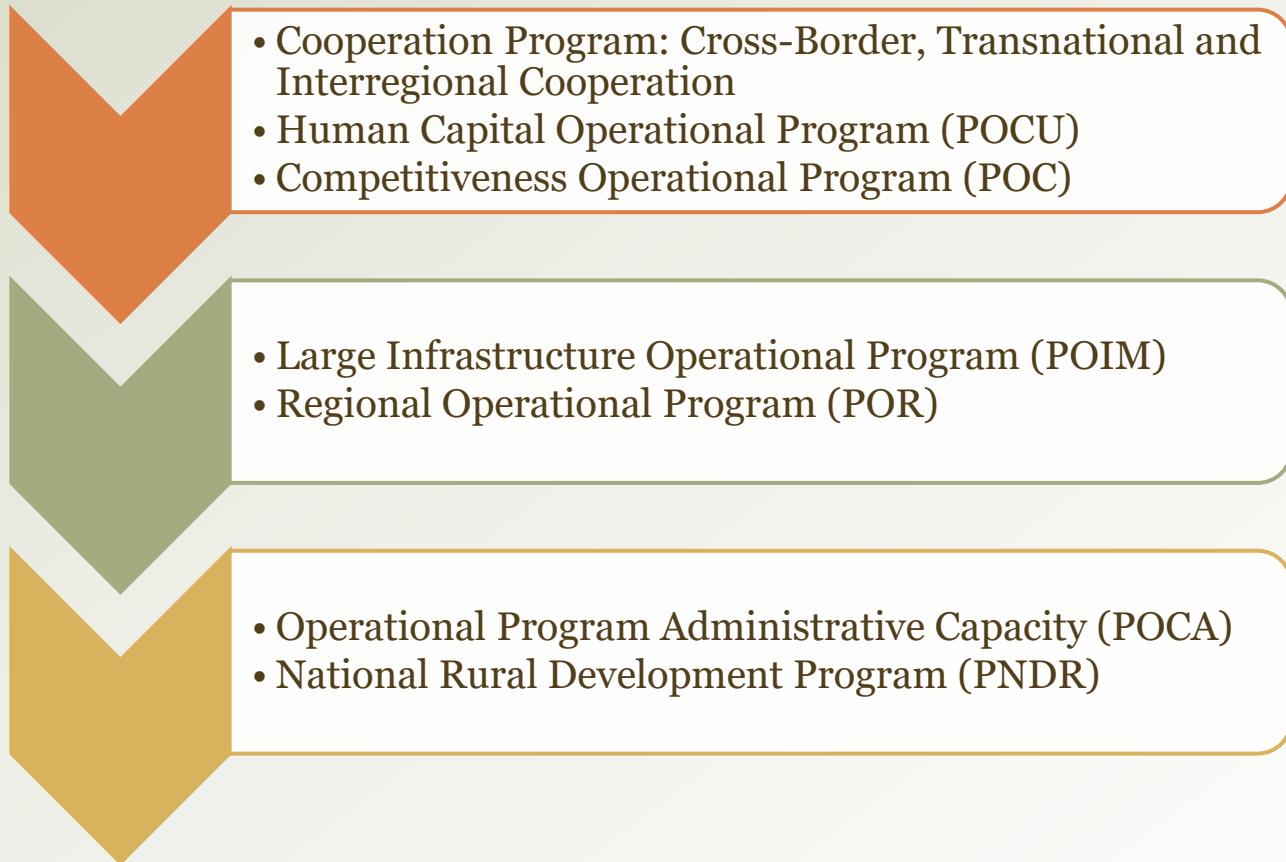 • Cooperation Program: Cross-Border, Transnational and
Interregional Cooperation
• Human Capital Operational Program (POCU)
• Competitiveness Operational Program (POC)
• Large Infrastructure Operational Program (POIM)
• Regional Operational Program (POR)
• Operational Program Administrative Capacity (POCA)
• National Rural Development Program (PNDR)